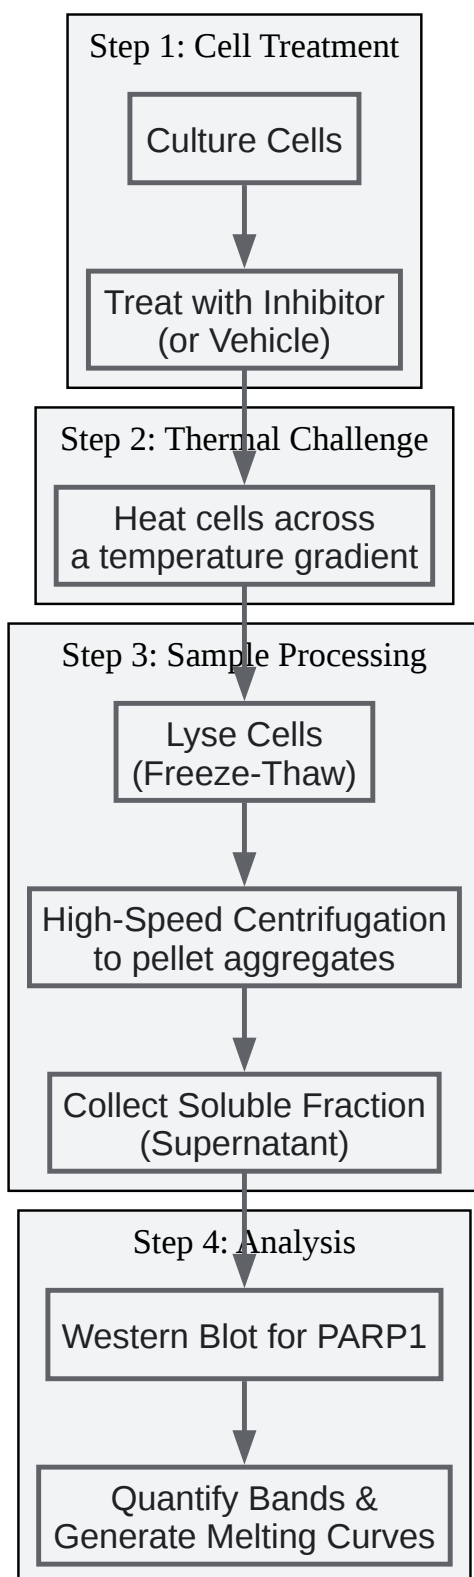 Step 1: Cell Treatment
Culture Cells
Treat with Inhibitor
(or Vehicle)
Step 2: Thermal Challenge
Heat cells across
a temperature gradient
Step 3: Sample Processing
Lyse Cells
(Freeze-Thaw)
High-Speed Centrifugation
to pellet aggregates
Collect Soluble Fraction
(Supernatant)
Step 4: Analysis
Western Blot for PARP1
Quantify Bands &
Generate Melting Curves